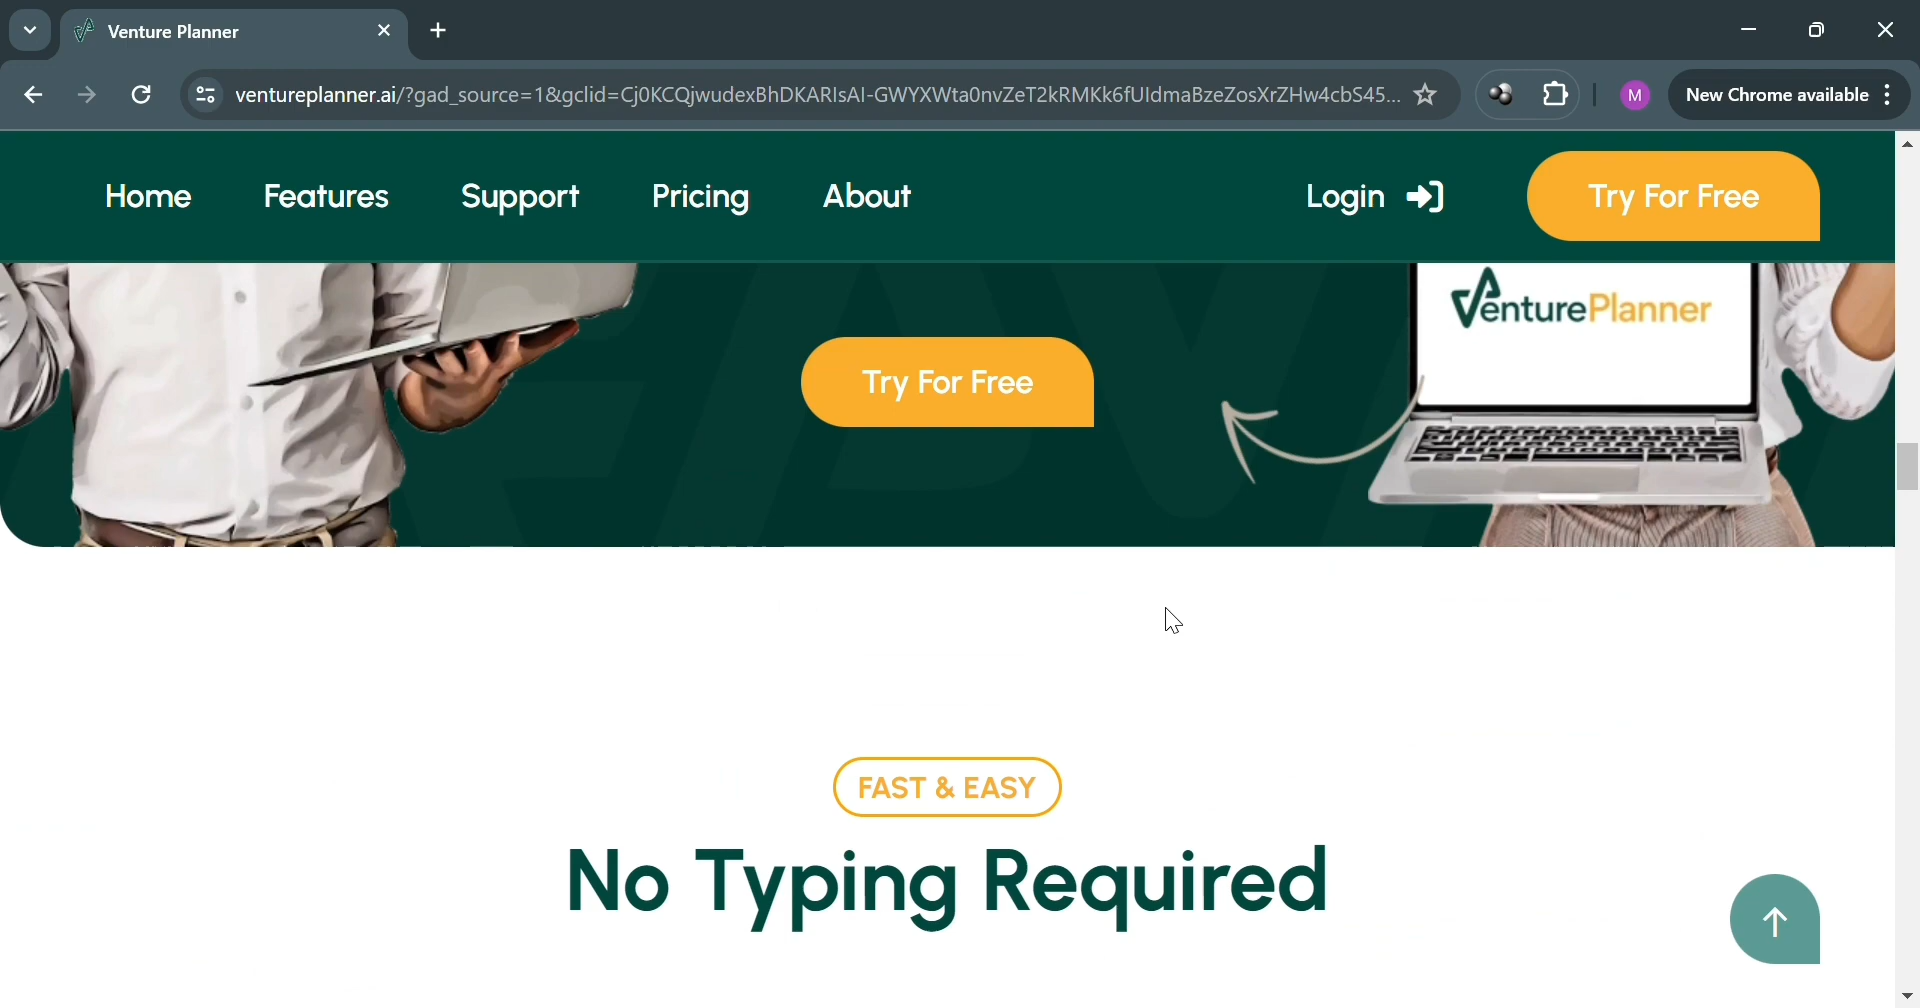 Venture Planner
ventureplanner.ai/?gad_source=1&gclid=Cj0KCQjwudexBhDKARIsAI-GWYXWta0nvZeT2kRMKk6fUIdmaBzeZosXrZHw4cbS45...
M
New Chrome available
Home
Features
Support
Pricing
About
Login
Try For Free
VenturePlanner
Try For Free
FAST & EASY
No Typing Required